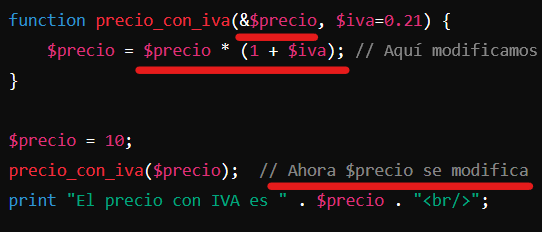 function precio_con_iva(&$precio, $iva=0.21) {
    $precio = $precio * (1 + $iva); // Aquí modificamos
}
$precio = 10;
precio_con_iva($precio);  // Ahora $precio se modifica
print "El precio con IVA es " . $precio . "<br/>";